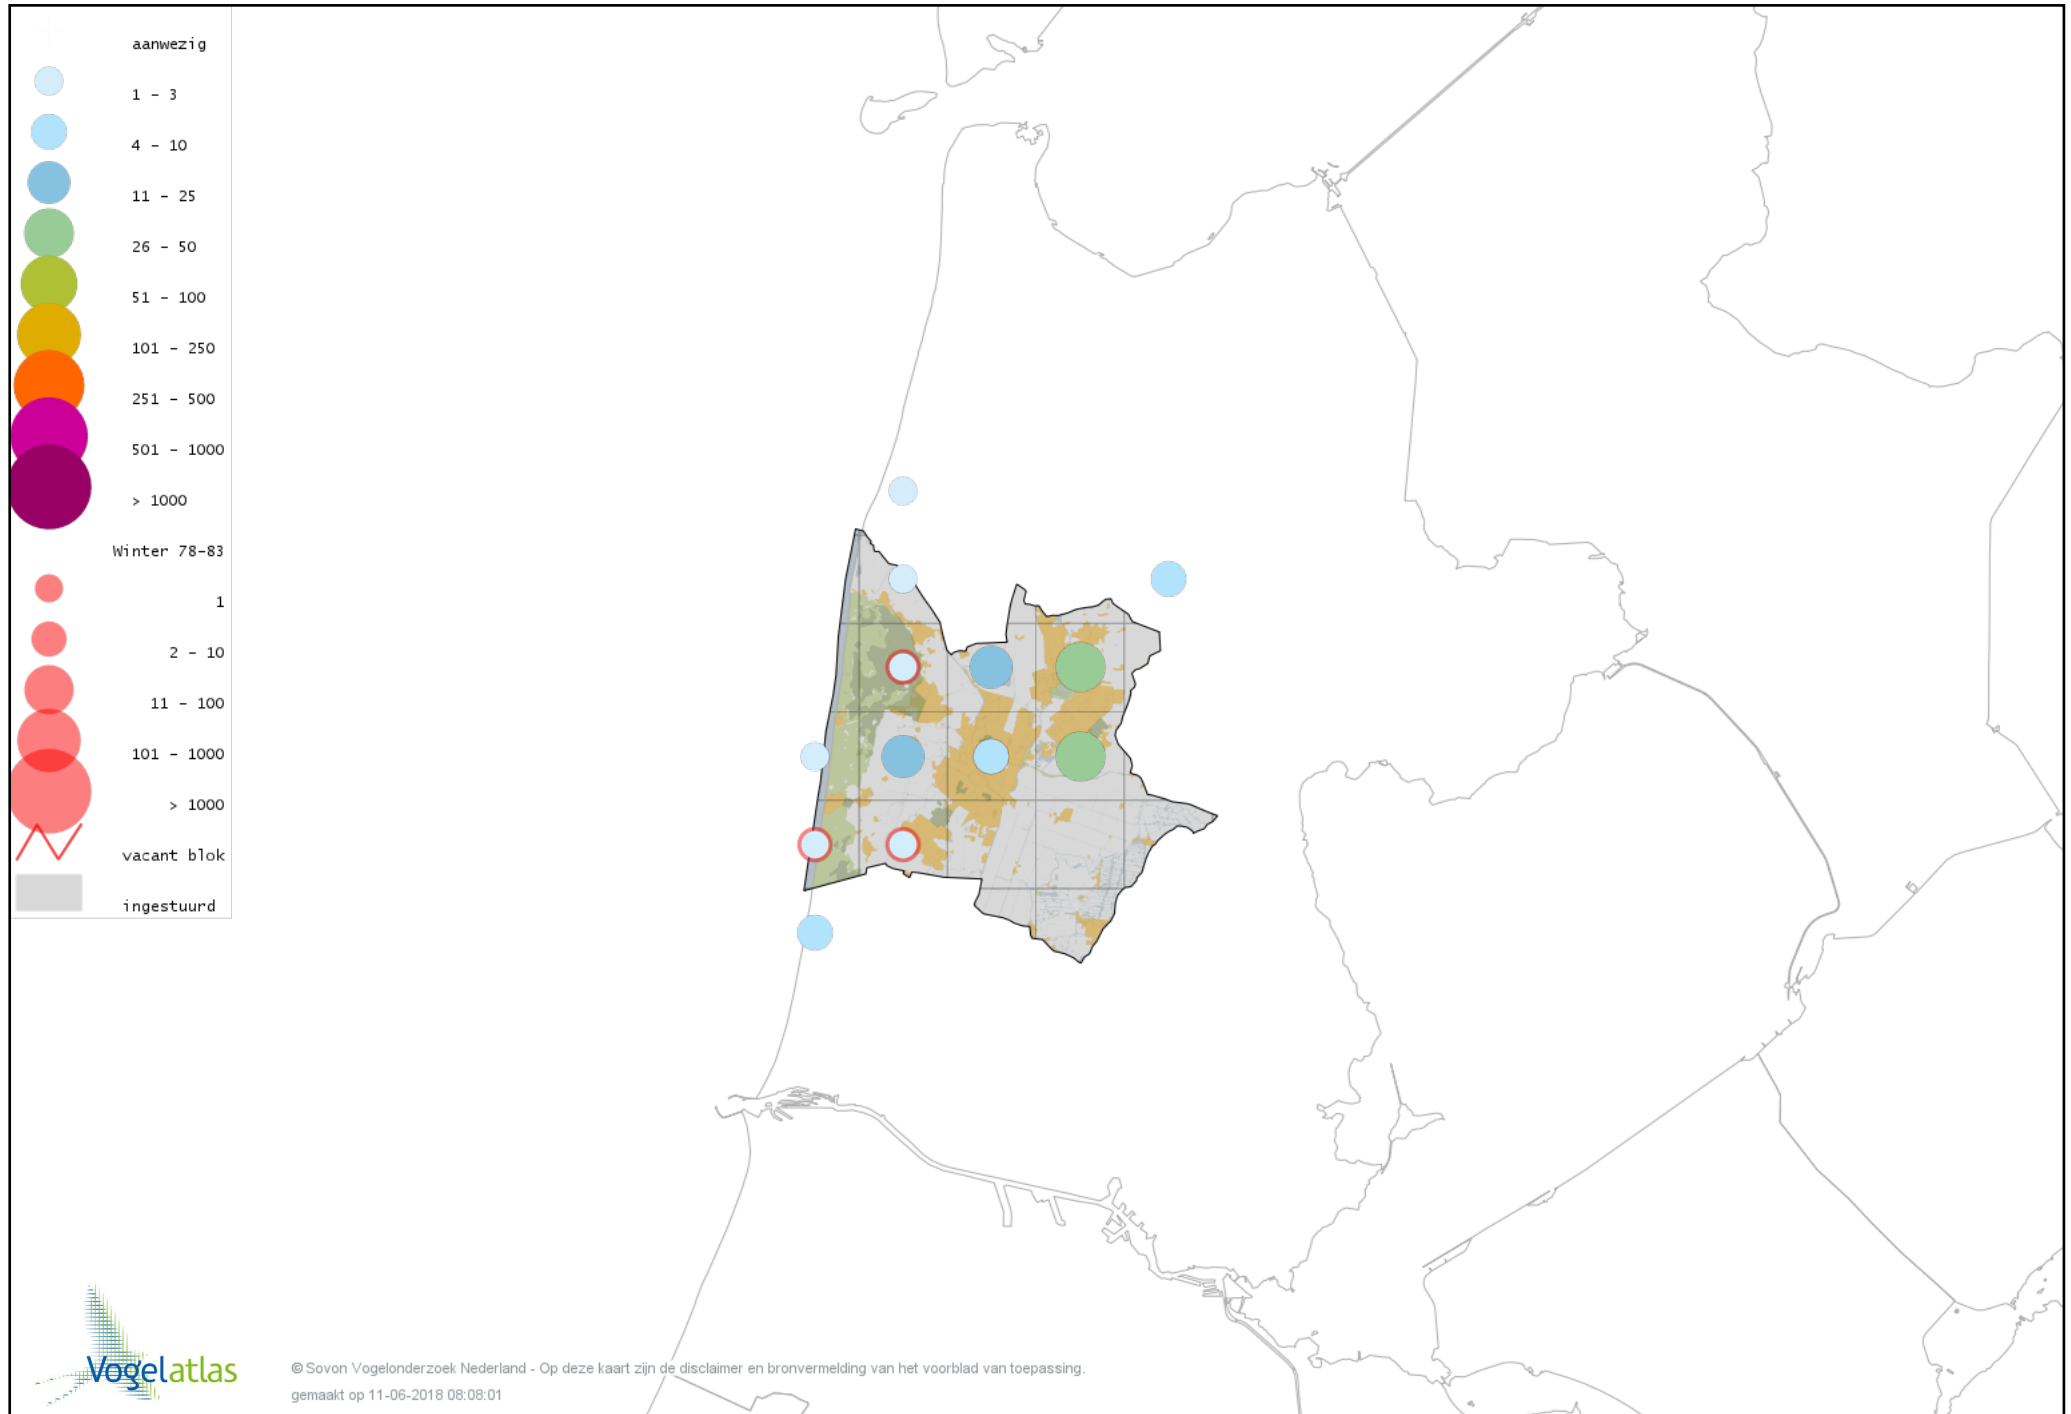 aanwezig
1 - 3
4 - 10
11 - 25
26 - 50
51 - 100
101 - 250
251 - 500
501 - 1000
> 1000
Winter 78-83
1
2 - 10
11 - 100
101 - 1000
> 1000
vacant blok
ingestuurd
Vogelatlas
© Sovon Vogelonderzoek Nederland - Op deze kaart zijn de disclaimer en bronvermelding van het voorblad van toepassing.
gemaakt op 11-06-2018 08:08:01